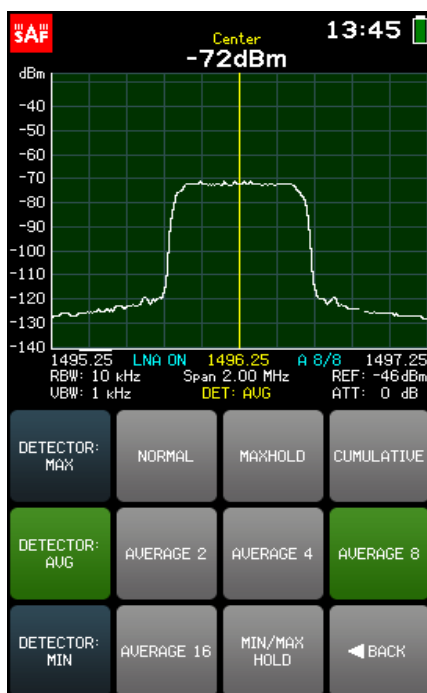 SAF
Center
13:45
-72dBm
dBm
-40
-50
-60
-70
-80
-90
-100
-110
-120
-130
-140
1495.25 LNA ON 1496.25 A 8/8 1497.25
RBW: 10 kHz Span 2.00 MHz REF: -46dBm
VBW: 1 kHz DET: AVG ATT: 0 dB
DETECTOR:
MAX
NORMAL
MAXHOLD
CUMULATIVE
DETECTOR:
AVG
AVERAGE 2
AVERAGE 4
AVERAGE 8
DETECTOR:
MIN
AVERAGE 16
MIN/MAX
HOLD
◀BACK